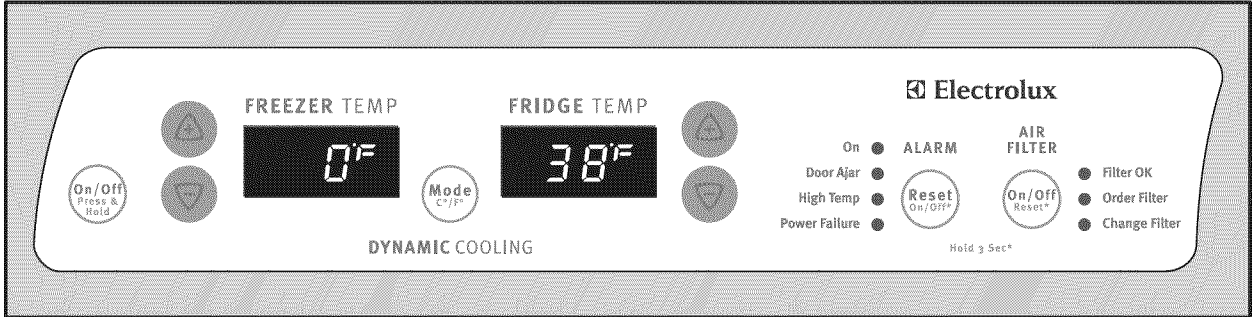 FREEZER TEMP
0°F
On/Off
Press &
Hold
Mode
C°/F°
FRIDGE TEMP
38°F
DYNAMIC COOLING
Electrolux
On
Door Ajar
High Temp
Power Failure
ALARM
Reset
On/Off*
AIR
FILTER
On/Off
Reset*
Filter OK
Order Filter
Change Filter
Hold 3 Sec*